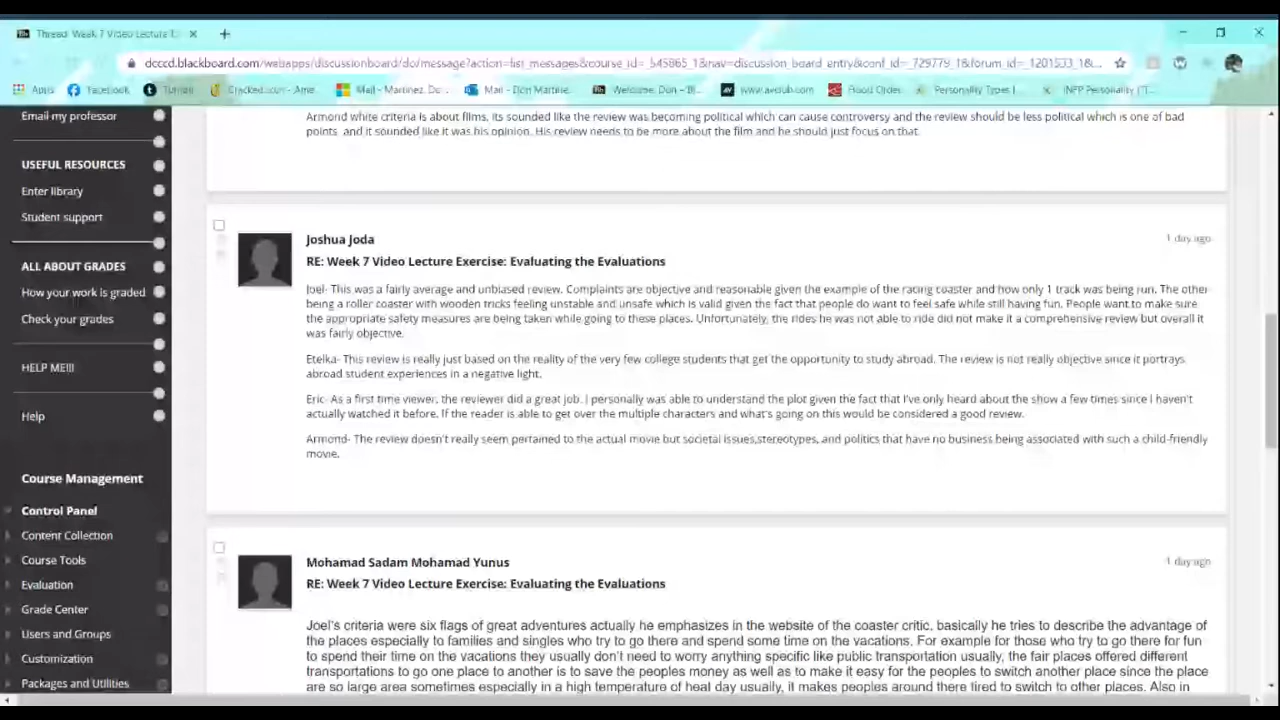 Thread: Week 7 Video Lecture
dcccd.blackboard.com/webapps/discussionboard/do/message?action=list_messages&course_id=_545865_1&nav=discussion_board_entry&conf_id=_729779_1&forum_id=_1201533_1&...
Apps Facebook Tumblr Cracked.com - Mail - Martinez, Do... Mail - Don Martine... Welcome, Don – Bl... www.avclub.com Personality Types | INFP Personality
Email my professor
Armond white criteria is about films, its sounded like the review was becoming political which can cause controversy and the review should be less political which is one of bad
points and it sounded like it was his opinion. His review needs to be more about the film and he should just focus on that.
USEFUL RESOURCES
Enter library
Student support
ALL ABOUT GRADES
How your work is graded
Check your grades
HELP ME!!!
Help
Course Management
Control Panel
Content Collection
Course Tools
Evaluation
Grade Center
Users and Groups
Customization
Packages and Utilities
Joshua Joda
1 day ago
RE: Week 7 Video Lecture Exercise: Evaluating the Evaluations
Joel- This was a fairly average and unbiased review. Complaints are objective and reasonable given the example of the racing coaster and how only 1 track was being run. The other
being a roller coaster with wooden tricks feeling unstable and unsafe which is valid given the fact that people do want to feel safe while still having fun. People want to make sure
the appropriate safety measures are being taken while going to these places. Unfortunately, the rides he was not able to ride did not make it a comprehensive review but overall it
was fairly objective.
Etelka- This review is really just based on the reality of the very few college students that get the opportunity to study abroad. The review is not really objective since it portrays
abroad student experiences in a negative light.
Eric- As a first time viewer, the reviewer did a great job. I personally was able to understand the plot given the fact that I've only heard about the show a few times since I haven't
actually watched it before. If the reader is able to get over the multiple characters and what's going on this would be considered a good review.
Armond- The review doesn't really seem pertained to the actual movie but societal issues,stereotypes, and politics that have no business being associated with such a child-friendly
movie.
Mohamad Sadam Mohamad Yunus
1 day ago
RE: Week 7 Video Lecture Exercise: Evaluating the Evaluations
Joel's criteria were six flags of great adventures actually he emphasizes in the website of the coaster critic, basically he tries to describe the advantage of
the places especially to families and singles who try to go there and spend some time on the vacations. For example for those who try to go there for fun
to spend their time on the vacations they usually don't need to worry anything specific like public transportation usually, the fair places offered different
transportations to go one place to another is to save the peoples money as well as to make it easy for the peoples to switch another place since the place
are so large area sometimes especially in a high temperature of heal day usually, it makes peoples around there tired to switch to other places. Also in